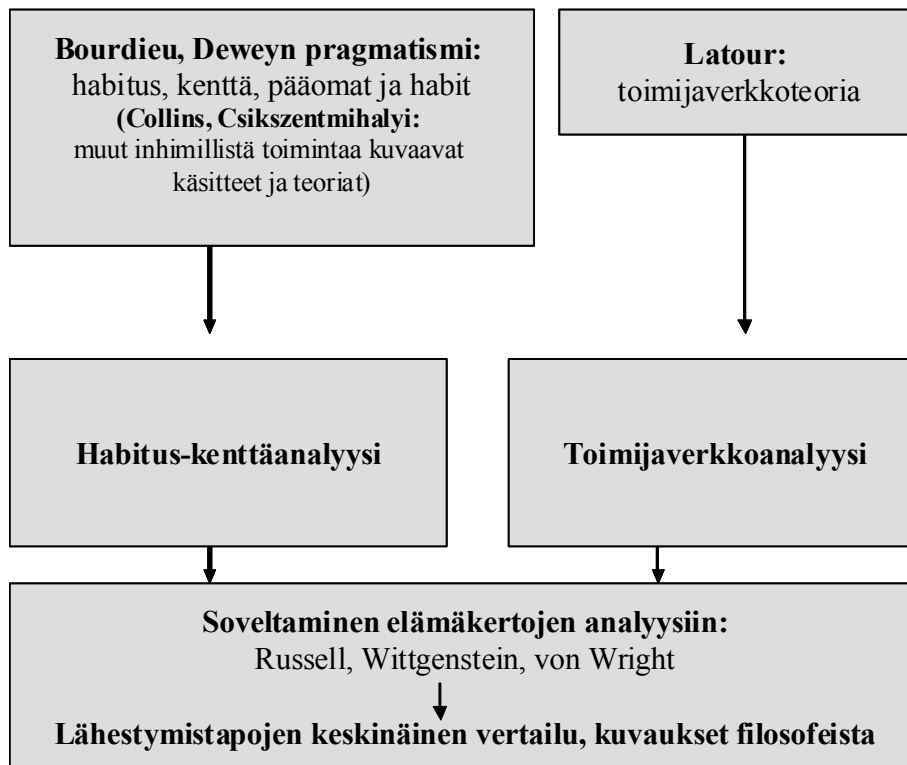 Bourdieu, Deweyn pragmatismi:
habitus, kenttä, pääomat ja habit
(Collins, Csikszentmihalyi:
muut inhimillistä toimintaa kuvaavat
käsitteet ja teoriat)
Latour:
toimijaverkkoteoria
Habitus-kenttäanalyysi
Toimijaverkkoanalyysi
Soveltaminen elämäkertojen analyysiin:
Russell, Wittgenstein, von Wright
Lähestymistapojen keskinäinen vertailu, kuvaukset filosofeista